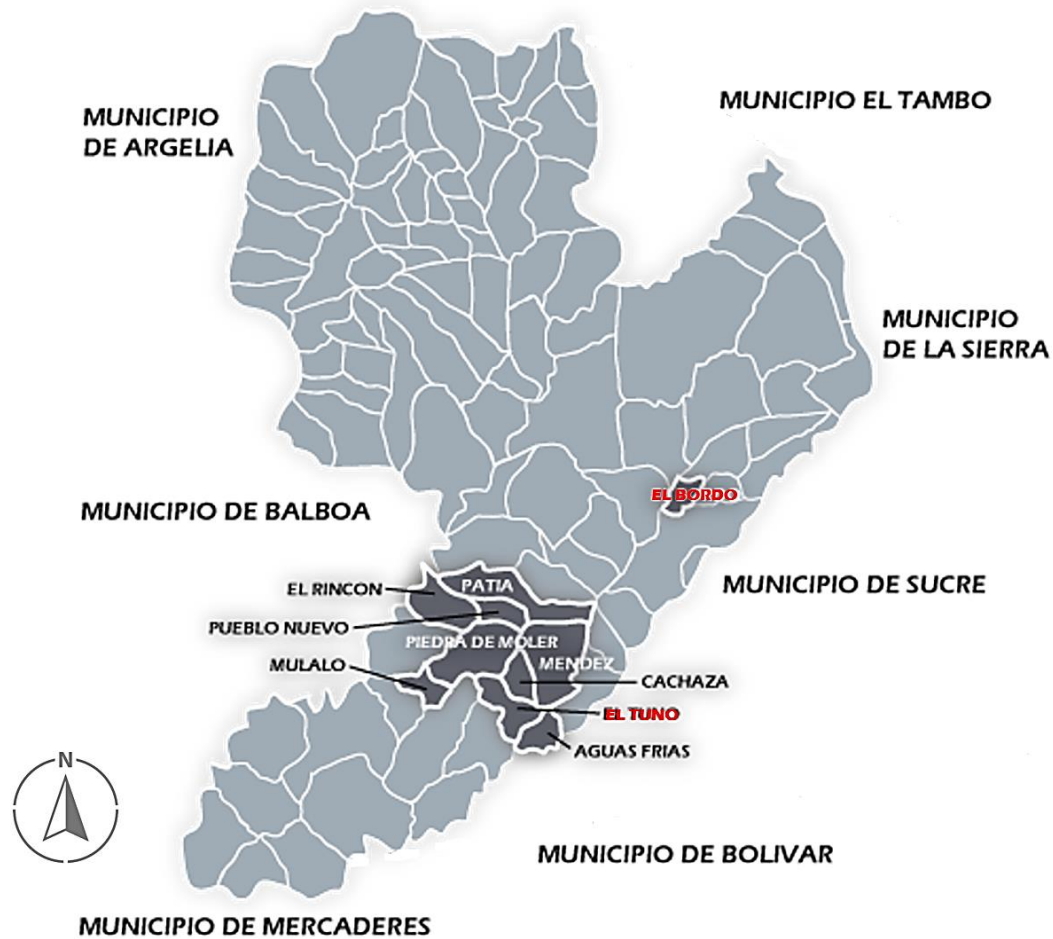 MUNICIPIO EL TAMBO
MUNICIPIO
DE ARGELIA
MUNICIPIO
DE LA SIERRA
EL BORDO
MUNICIPIO DE BALBOA
MUNICIPIO DE SUCRE
PATIA
EL RINCON
PUEBLO NUEVO
PIEDRA DE MOLER
MULALO
MENDEZ
CACHAZA
EL TUNO
AGUAS FRIAS
N
MUNICIPIO DE BOLIVAR
MUNICIPIO DE MERCADERES